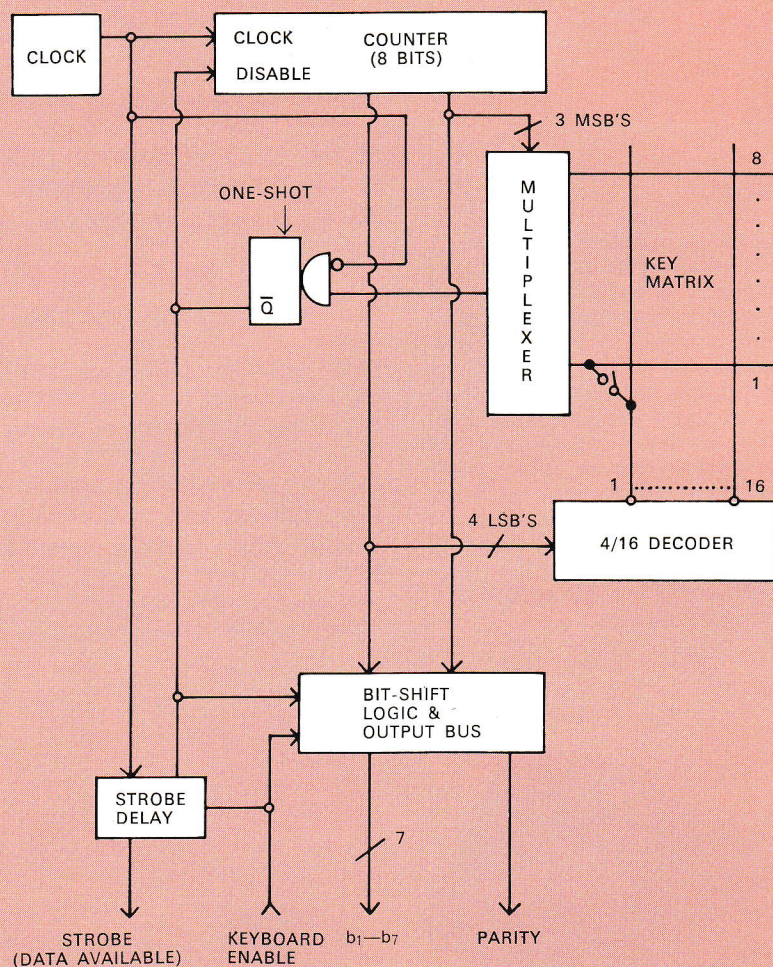 CLOCK
CLOCK
COUNTER
(8 BITS)
DISABLE
3 MSB'S
ONE-SHOT
MULTIPLEXER
8
KEY
MATRIX
Q̅
1
1
16
4 LSB'S
4/16 DECODER
BIT-SHIFT
LOGIC &
OUTPUT BUS
STROBE
DELAY
7
STROBE
(DATA AVAILABLE)
KEYBOARD
ENABLE
b₁—b₇
PARITY